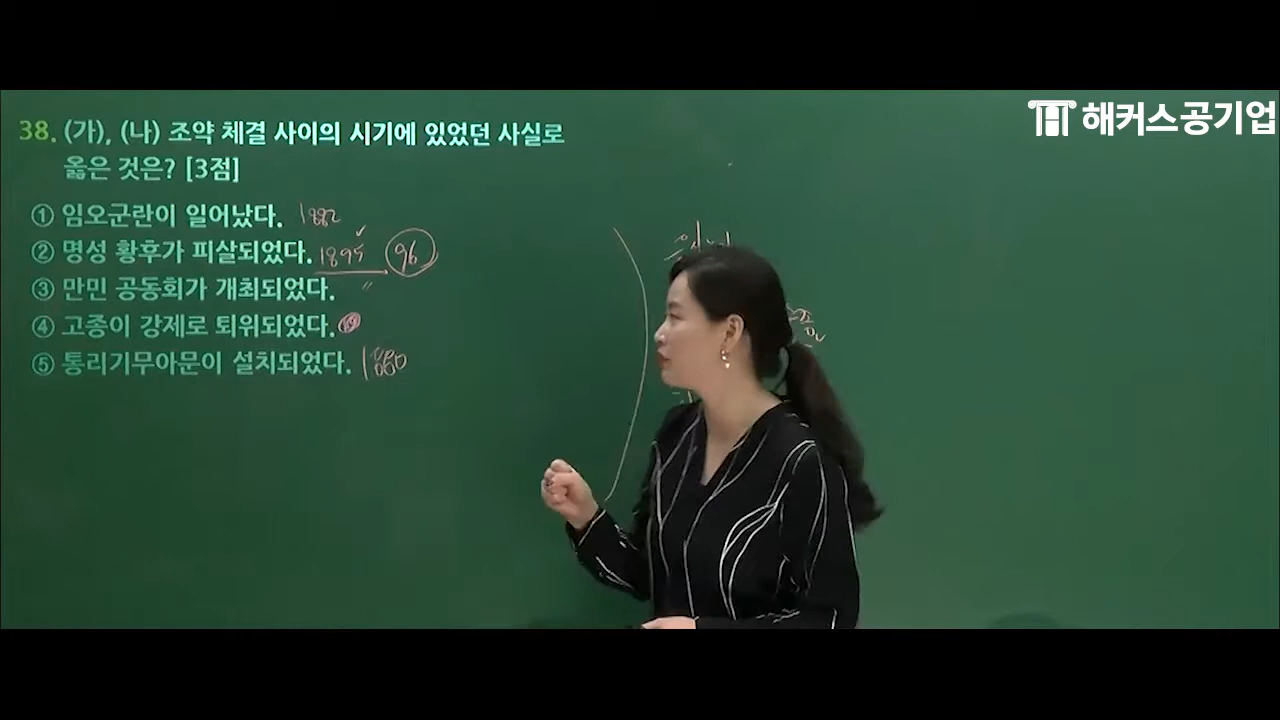 해커스공기업
38. (가), (나) 조약 체결 사이의 시기에 있었던 사실로
옳은 것은? [3점]
① 임오군란이 일어났다. 1882
② 명성 황후가 피살되었다. 1895 96
③ 만민 공동회가 개최되었다. 〃
④ 고종이 강제로 퇴위되었다.
⑤ 통리기무아문이 설치되었다. 1880